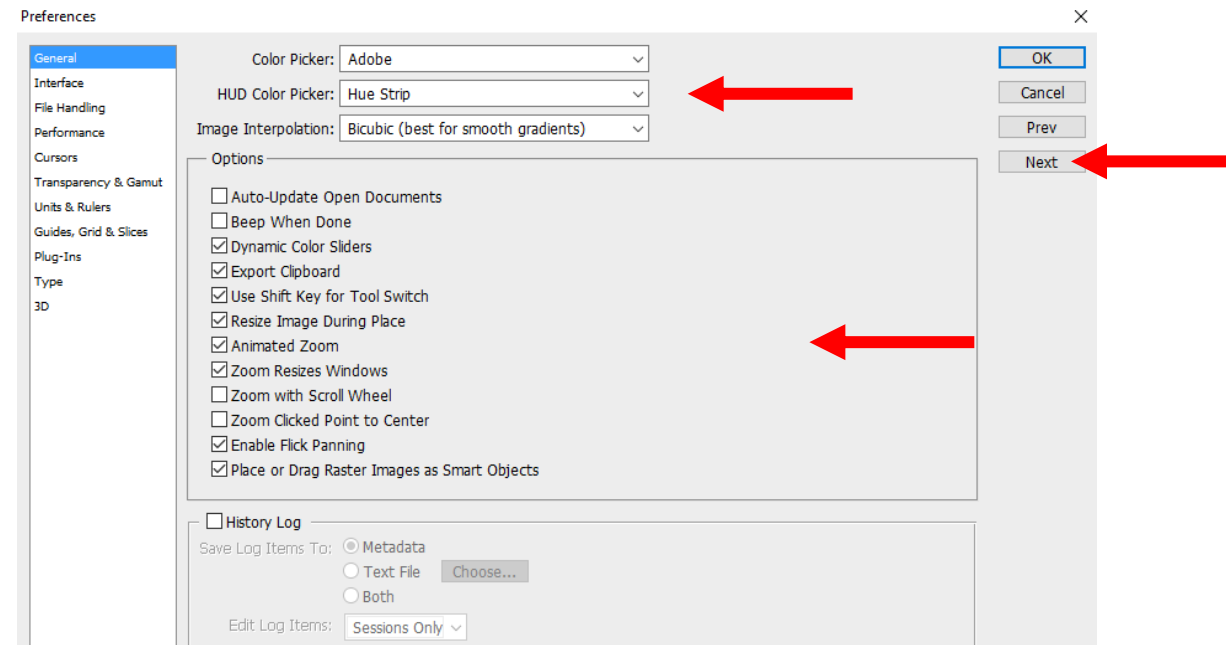 Preferences
General
Interface
File Handling
Performance
Cursors
Transparency & Gamut
Units & Rulers
Guides, Grid & Slices
Plug-Ins
Type
3D
Color Picker: Adobe
HUD Color Picker: Hue Strip
Image Interpolation: Bicubic (best for smooth gradients)
Options
Auto-Update Open Documents
Beep When Done
Dynamic Color Sliders
Export Clipboard
Use Shift Key for Tool Switch
Resize Image During Place
Animated Zoom
Zoom Resizes Windows
Zoom with Scroll Wheel
Zoom Clicked Point to Center
Enable Flick Panning
Place or Drag Raster Images as Smart Objects
History Log
Save Log Items To: Metadata
Text File Choose...
Both
Edit Log Items: Sessions Only
OK
Cancel
Prev
Next